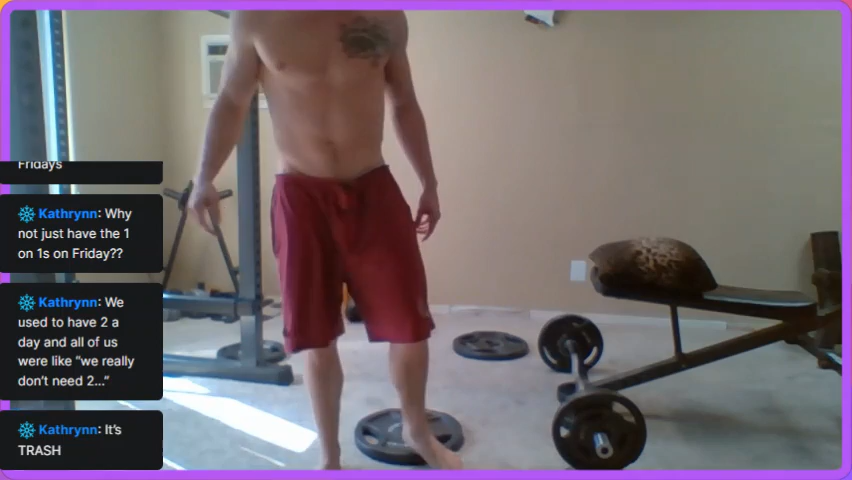 Fridays
Kathrynn: Why
not just have the 1
on 1s on Friday??
Kathrynn: We
used to have 2 a
day and all of us
were like “we really
don’t need 2...”
Kathrynn: It’s
TRASH